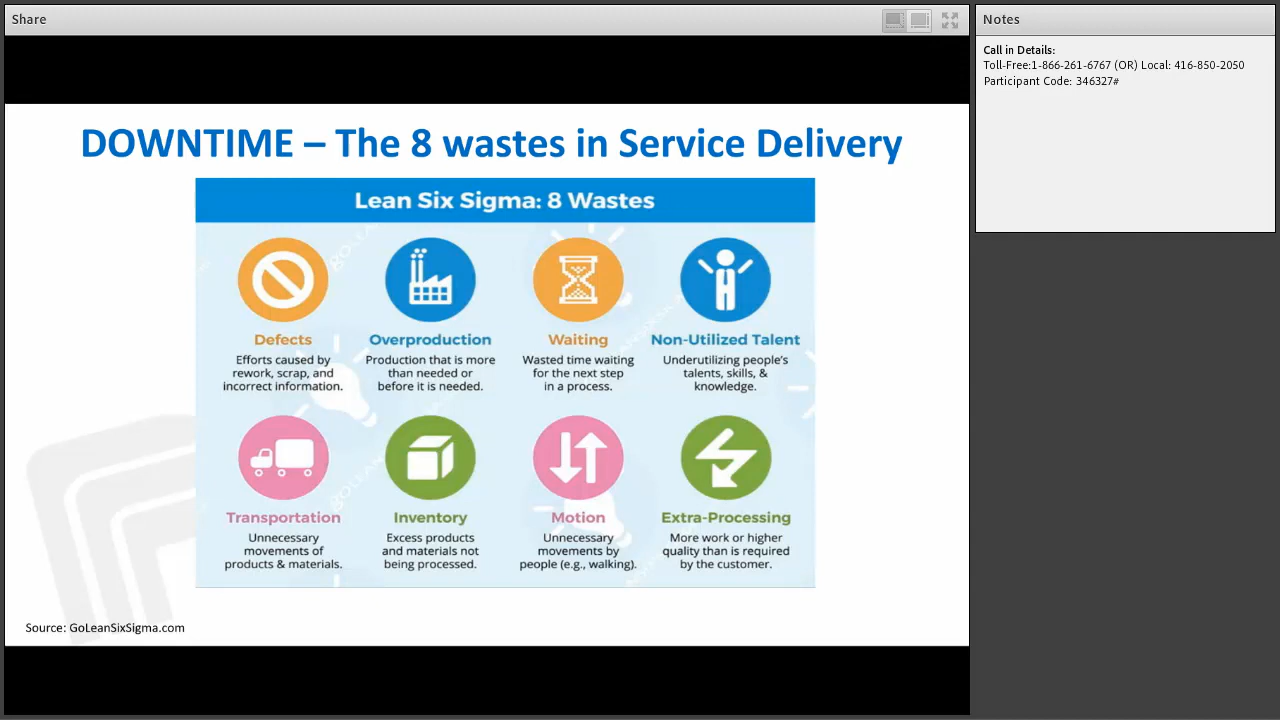 Share
DOWNTIME – The 8 wastes in Service Delivery
Lean Six Sigma: 8 Wastes
Defects
Efforts caused by
rework, scrap, and
incorrect information.
Overproduction
Production that is more
than needed or
before it is needed.
Waiting
Wasted time waiting
for the next step
in a process.
Non-Utilized Talent
Underutilizing people's
talents, skills, &
knowledge.
Transportation
Unnecessary
movements of
products & materials.
Inventory
Excess products
and materials not
being processed.
Motion
Unnecessary
movements by
people (e.g., walking).
Extra-Processing
More work or higher
quality than is required
by the customer.
Source: GoLeanSixSigma.com
Notes
Call in Details:
Toll-Free:1-866-261-6767 (OR) Local: 416-850-2050
Participant Code: 346327#